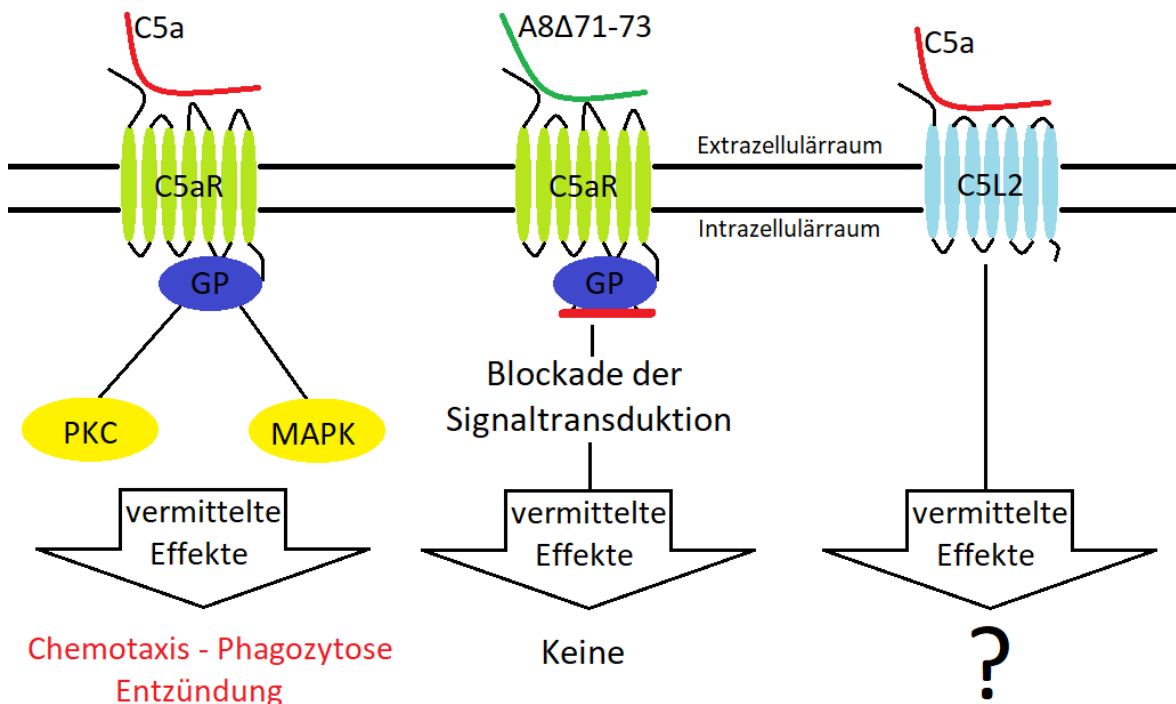 C5a
C5aR
GP
PKC
MAPK
vermittelte
Effekte
Chemotaxis - Phagozytose
Entzündung
A8Δ71-73
C5aR
GP
Blockade der
Signaltransduktion
vermittelte
Effekte
Keine
Extrazellulärraum
Intrazellulärraum
C5a
C5L2
vermittelte
Effekte
?